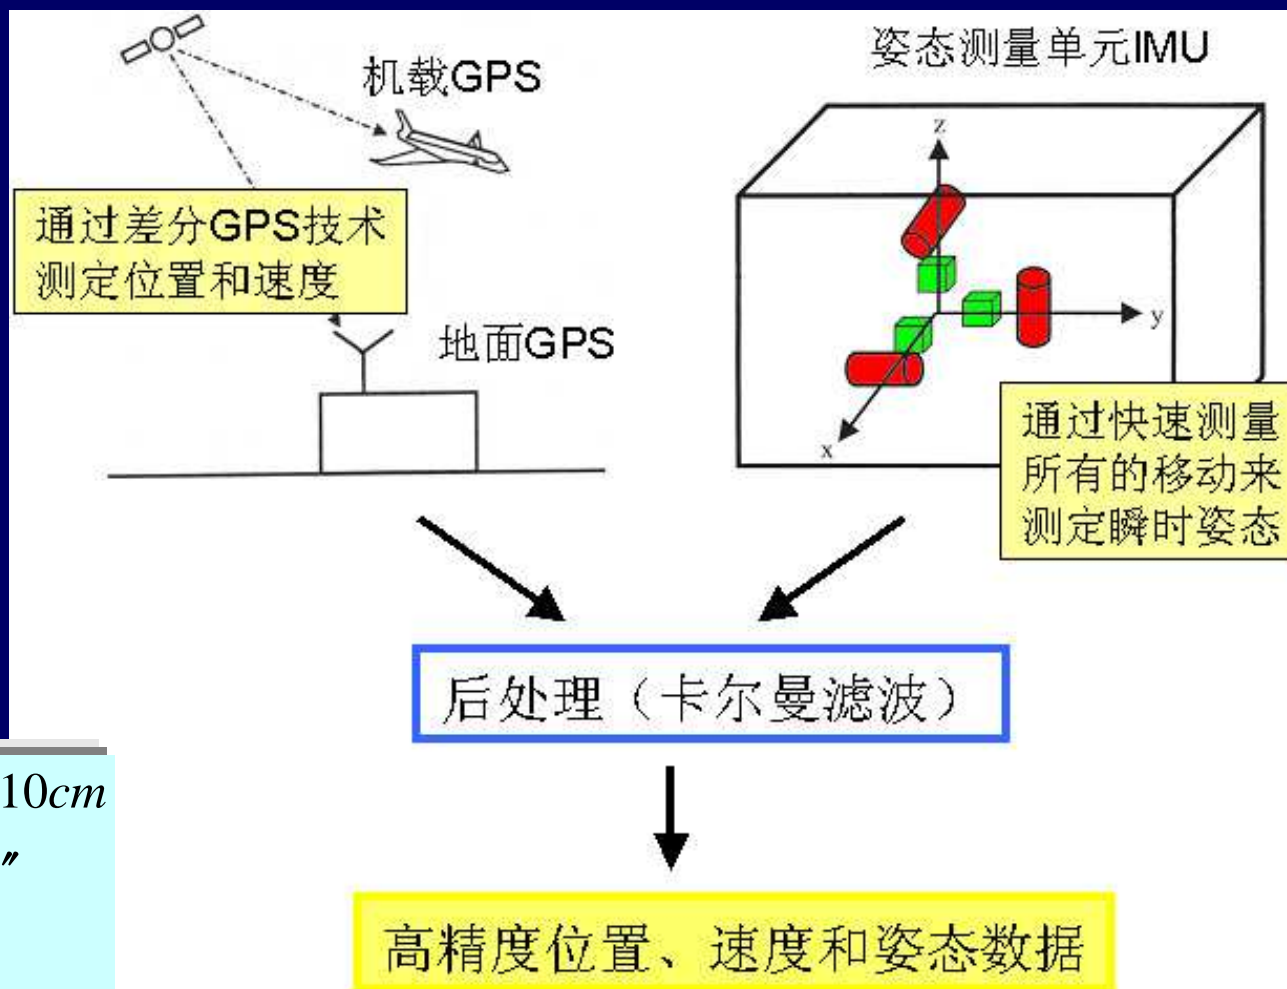 机载GPS
姿态测量单元IMU
z
y
x
通过差分GPS技术
测定位置和速度
地面GPS
通过快速测量
所有的移动来
测定瞬时姿态
后处理（卡尔曼滤波）
10cm
″
高精度位置、速度和姿态数据